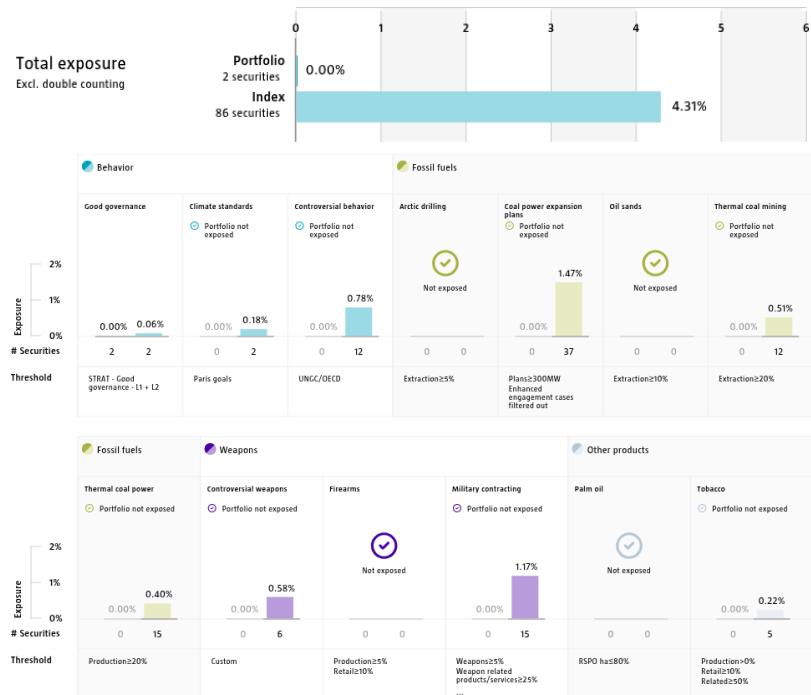 0 1 2 3 4 5 6
Total exposure
Excl. double counting
Portfolio
2 securities
0.00%
Index
86 securities
4.31%
Behavior
Fossil fuels
Good governance
Climate standards
Portfolio not
exposed
Controversial behavior
Portfolio not
exposed
Arctic drilling
Not exposed
Coal power expansion
plans
Portfolio not
exposed
Oil sands
Not exposed
Thermal coal mining
Portfolio not
exposed
Exposure
2%
1%
0%
0.00% 0.06% 0.00% 0.18% 0.00% 0.78% 0.00% 1.47% 0.00% 0.51%
# Securities 2 2 0 2 0 12 0 0 0 37 0 0 0 12
Threshold
STRAT - Good
governance - L1 + L2
Paris goals
UNGC/OECD
Extraction≥5%
Plans≥300MW
Enhanced
engagement cases
filtered out
Extraction≥10%
Extraction≥20%
Fossil fuels
Weapons
Other products
Thermal coal power
Portfolio not exposed
Controversial weapons
Portfolio not exposed
Firearms
Not exposed
Military contracting
Portfolio not exposed
Palm oil
Not exposed
Tobacco
Portfolio not exposed
Exposure
2%
1%
0%
0.00% 0.40% 0.00% 0.58% 0.00% 1.17% 0.00% 0.22%
# Securities 0 15 0 6 0 0 0 15 0 0 0 5
Threshold
Production≥20%
Custom
Production≥5%
Retail≥10%
Weapons≥5%
Weapon related
products/services≥25%
RSPO ha≤80%
Production>0%
Retail≥10%
Related≥50%